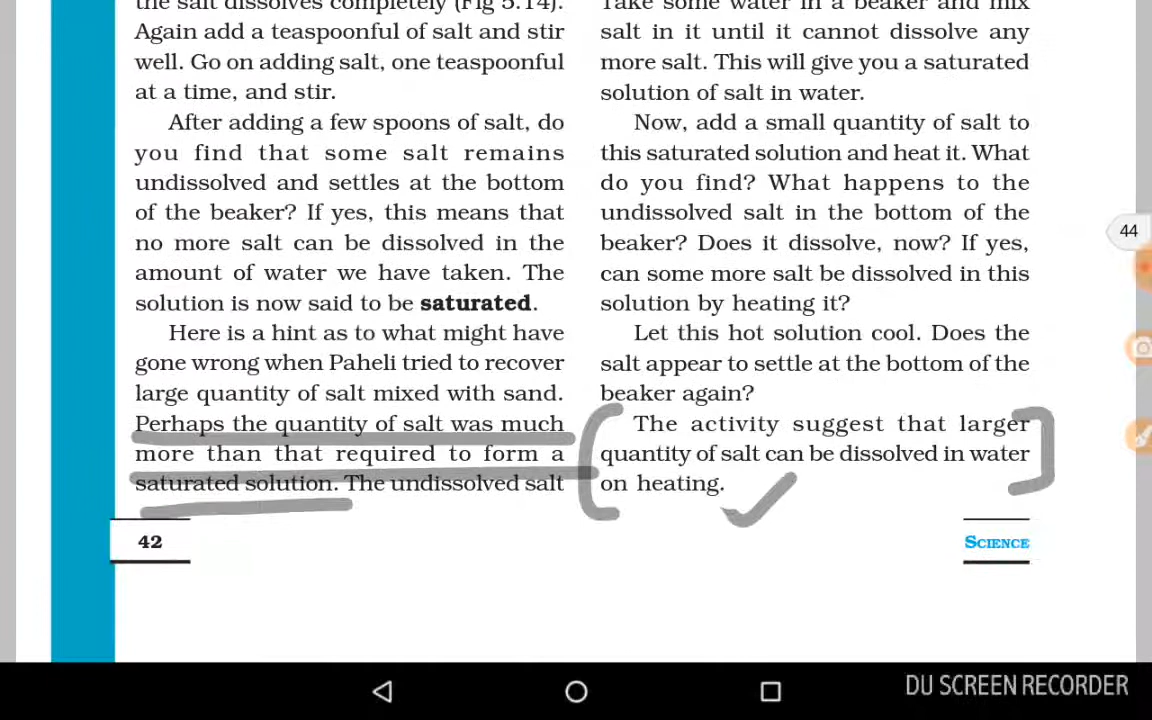 the salt dissolves completely (Fig 5.14).
Again add a teaspoonful of salt and stir
well. Go on adding salt, one teaspoonful
at a time, and stir.
After adding a few spoons of salt, do
you find that some salt remains
undissolved and settles at the bottom
of the beaker? If yes, this means that
no more salt can be dissolved in the
amount of water we have taken. The
solution is now said to be saturated.
Here is a hint as to what might have
gone wrong when Paheli tried to recover
large quantity of salt mixed with sand.
Perhaps the quantity of salt was much
more than that required to form a
saturated solution. The undissolved salt
42
Take some water in a beaker and mix
salt in it until it cannot dissolve any
more salt. This will give you a saturated
solution of salt in water.
Now, add a small quantity of salt to
this saturated solution and heat it. What
do you find? What happens to the
undissolved salt in the bottom of the
beaker? Does it dissolve, now? If yes,
can some more salt be dissolved in this
solution by heating it?
Let this hot solution cool. Does the
salt appear to settle at the bottom of the
beaker again?
The activity suggest that larger
quantity of salt can be dissolved in water
on heating.
SCIENCE
44
DU SCREEN RECORDER